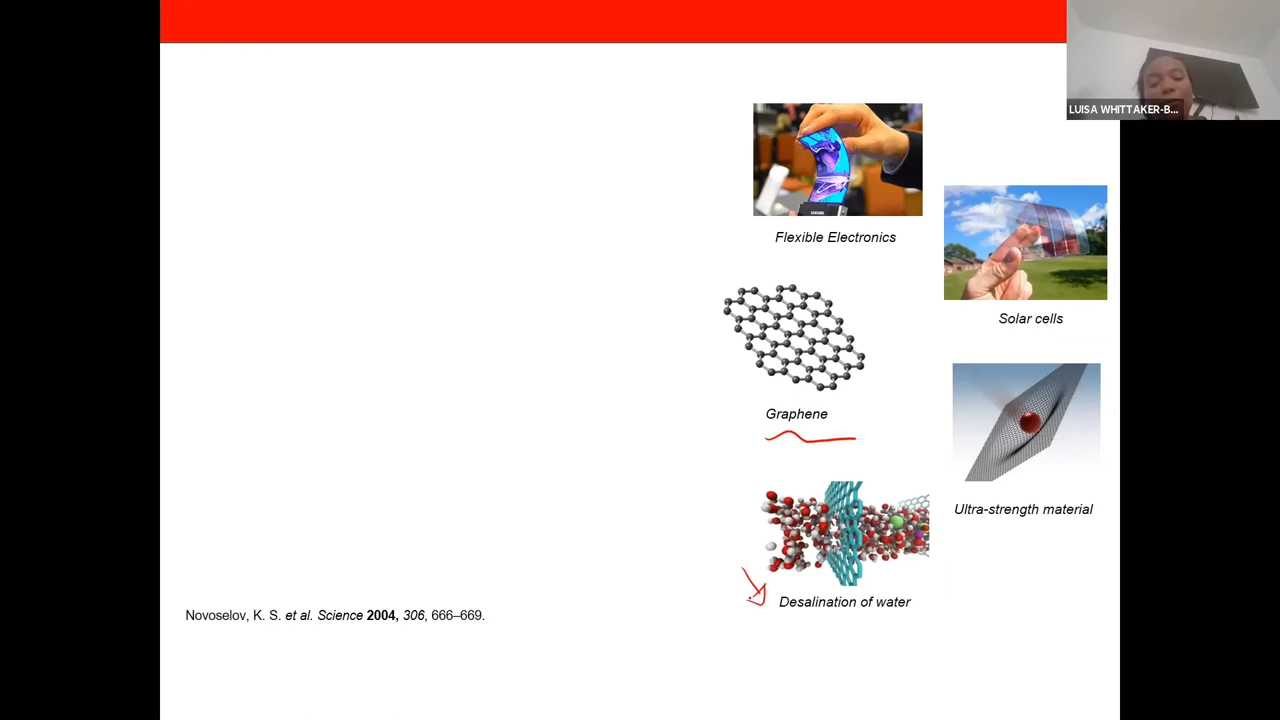 LUISA WHITTAKER-B...
Flexible Electronics
Solar cells
Graphene
Ultra-strength material
Desalination of water
Novoselov, K. S. et al. Science 2004, 306, 666–669.